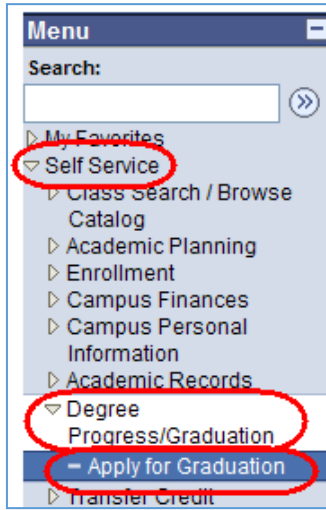 Menu
Search:
My Favorites
Self Service
Class Search / Browse
Catalog
Academic Planning
Enrollment
Campus Finances
Campus Personal
Information
Academic Records
Degree
Progress/Graduation
Apply for Graduation
Transfer Credit